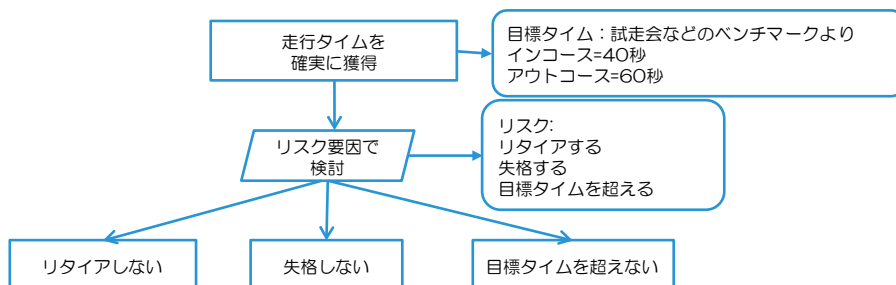 走行タイムを
確実に獲得
目標タイム：試走会などのベンチマークより
インコース=40秒
アウトコース=60秒
リスク要因で
検討
リスク:
リタイアする
失格する
目標タイムを超える
リタイアしない
失格しない
目標タイムを超えない